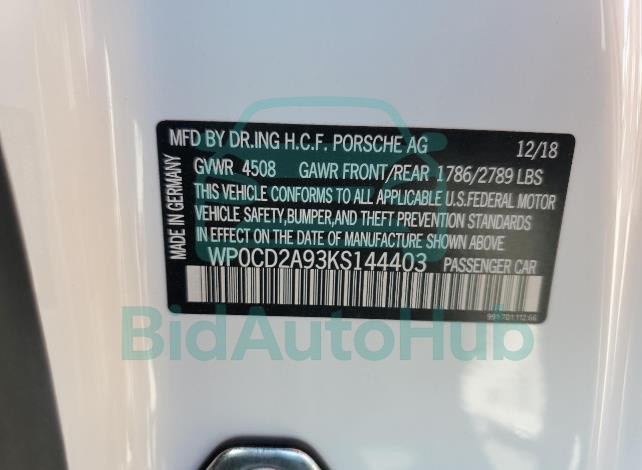 MFD BY DR.ING H.C.F. PORSCHE AG 12/18
GVWR 4508 GAWR FRONT/REAR 1786/2789 LBS
THIS VEHICLE CONFORMS TO ALL APPLICABLE U.S.FEDERAL MOTOR
VEHICLE SAFETY,BUMPER,AND THEFT PREVENTION STANDARDS
IN EFFECT ON THE DATE OF MANUFACTURE SHOWN ABOVE
WP0CD2A93KS144403 PASSENGER CAR
MADE IN GERMANY
BidAutoHub